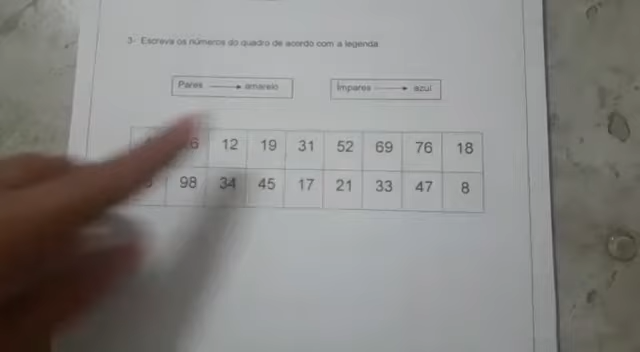 3- Escreva os números do quadro de acordo com a legenda
Pares → amarelo Ímpares → azul
12 19 31 52 69 76 18
98 34 45 17 21 33 47 8